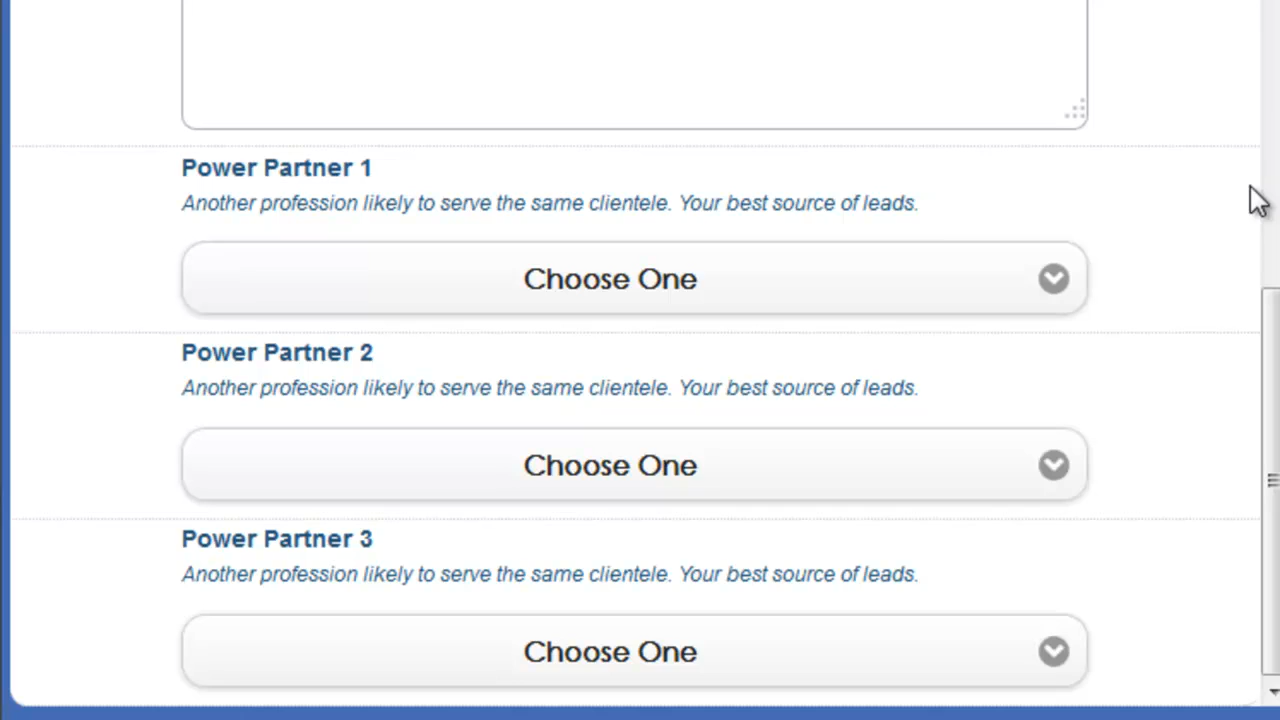 Power Partner 1
Another profession likely to serve the same clientele. Your best source of leads.
Choose One
Power Partner 2
Another profession likely to serve the same clientele. Your best source of leads.
Choose One
Power Partner 3
Another profession likely to serve the same clientele. Your best source of leads.
Choose One